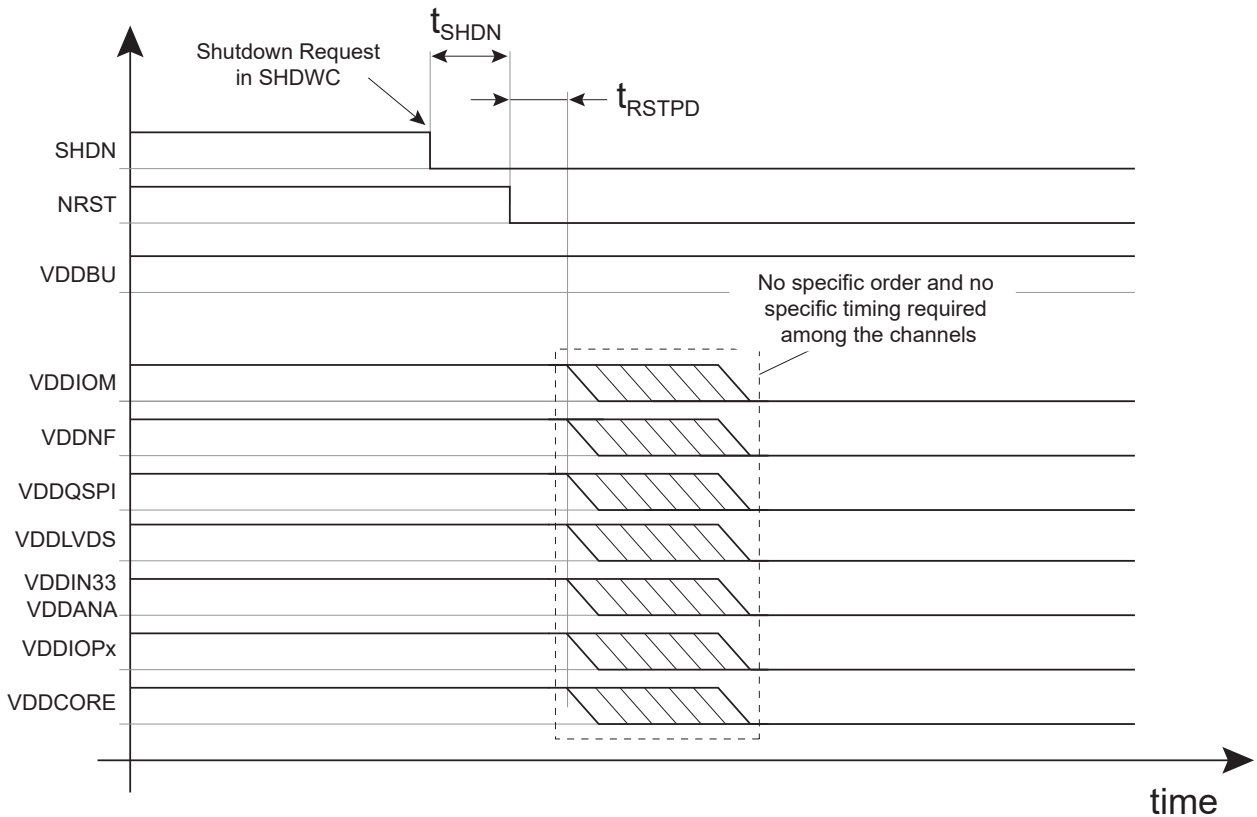 tSHDN
Shutdown Request
in SHDWC
tRSTPD
SHDN
NRST
VDDBU
No specific order and no
specific timing required
among the channels
VDDIOM
VDDNF
VDDQSPI
VDDLVDS
VDDIN33
VDDANA
VDDIOPx
VDDCORE
time